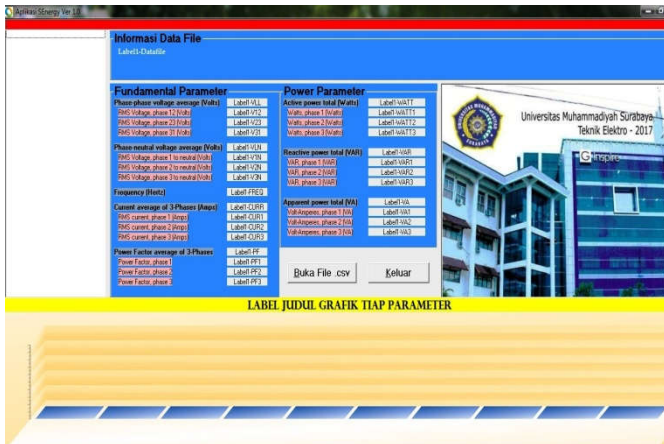 Aplikasi SEnergy Ver 1.0
Informasi Data File
Label1-Datafile
Fundamental Parameter
Phase-phase voltage average (Volts) Label1-VLL
RMS Voltage, phase 12 (Volts) Label1-V12
RMS Voltage, phase 23 (Volts) Label1-V23
RMS Voltage, phase 31 (Volts) Label1-V31
Phase-neutral voltage average (Volts) Label1-VLN
RMS Voltage, phase 1 to neutral (Volts) Label1-V1N
RMS Voltage, phase 2 to neutral (Volts) Label1-V2N
RMS Voltage, phase 3 to neutral (Volts) Label1-V3N
Frequency (Hertz) Label1-FREQ
Current average of 3-Phases (Amps) Label1-CURR
RMS current, phase 1 (Amps) Label1-CUR1
RMS current, phase 2 (Amps) Label1-CUR2
RMS current, phase 3 (Amps) Label1-CUR3
Power Factor average of 3-Phases Label1-PF
Power Factor, phase 1 Label1-PF1
Power Factor, phase 2 Label1-PF2
Power Factor, phase 3 Label1-PF3
Power Parameter
Active power total (Watts) Label1-WATT
Watts, phase 1 (Watts) Label1-WATT1
Watts, phase 2 (Watts) Label1-WATT2
Watts, phase 3 (Watts) Label1-WATT3
Reactive power total (VAR) Label1-VAR
VAR, phase 1 (VAR) Label1-VAR1
VAR, phase 2 (VAR) Label1-VAR2
VAR, phase 3 (VAR) Label1-VAR3
Apparent power total (VA) Label1-VA
Volt-Amperes, phase 1 (VA) Label1-VA1
Volt-Amperes, phase 2 (VA) Label1-VA2
Volt-Amperes, phase 3 (VA) Label1-VA3
Buka File .csv Keluar
Universitas Muhammadiyah Surabaya
Teknik Elektro - 2017
G-inspire
LABEL JUDUL GRAFIK TIAP PARAMETER